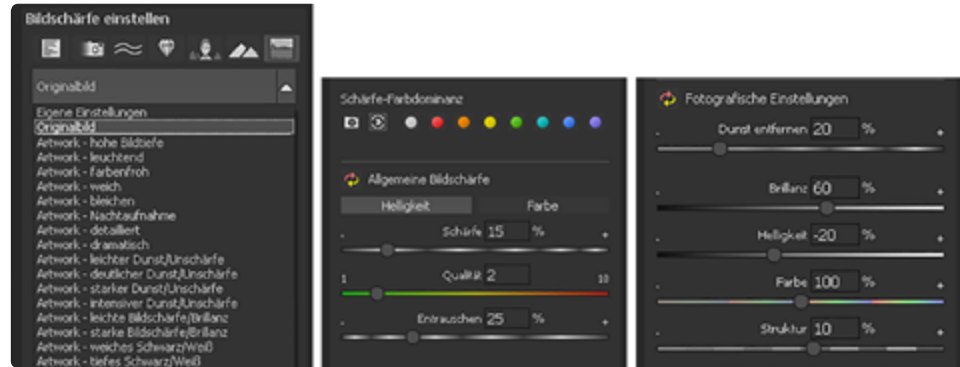 Bildschärfe einstellen
Originalbild
Eigene Einstellungen
Originalbild
Artwork - hohe Bildtiefe
Artwork - leuchtend
Artwork - farbenfroh
Artwork - weich
Artwork - bleichen
Artwork - Nachtaufnahme
Artwork - detailliert
Artwork - dramatisch
Artwork - leichter Dunst/Unschärfe
Artwork - deutlicher Dunst/Unschärfe
Artwork - starker Dunst/Unschärfe
Artwork - intensiver Dunst/Unschärfe
Artwork - leichte Bildschärfe/Brillanz
Artwork - starke Bildschärfe/Brillanz
Artwork - weiches Schwarz/Weiß
Artwork - tiefes Schwarz/Weiß
Schärfe-Farbdominanz
Allgemeine Bildschärfe
Helligkeit Farbe
Schärfe 15 %
- +
Qualität 2
1 10
Entrauschen 25 %
- +
Fotografische Einstellungen
Dunst entfernen 20 %
- +
Brillanz 60 %
- +
Helligkeit -20 %
- +
Farbe 100 %
- +
Struktur 10 %
- +